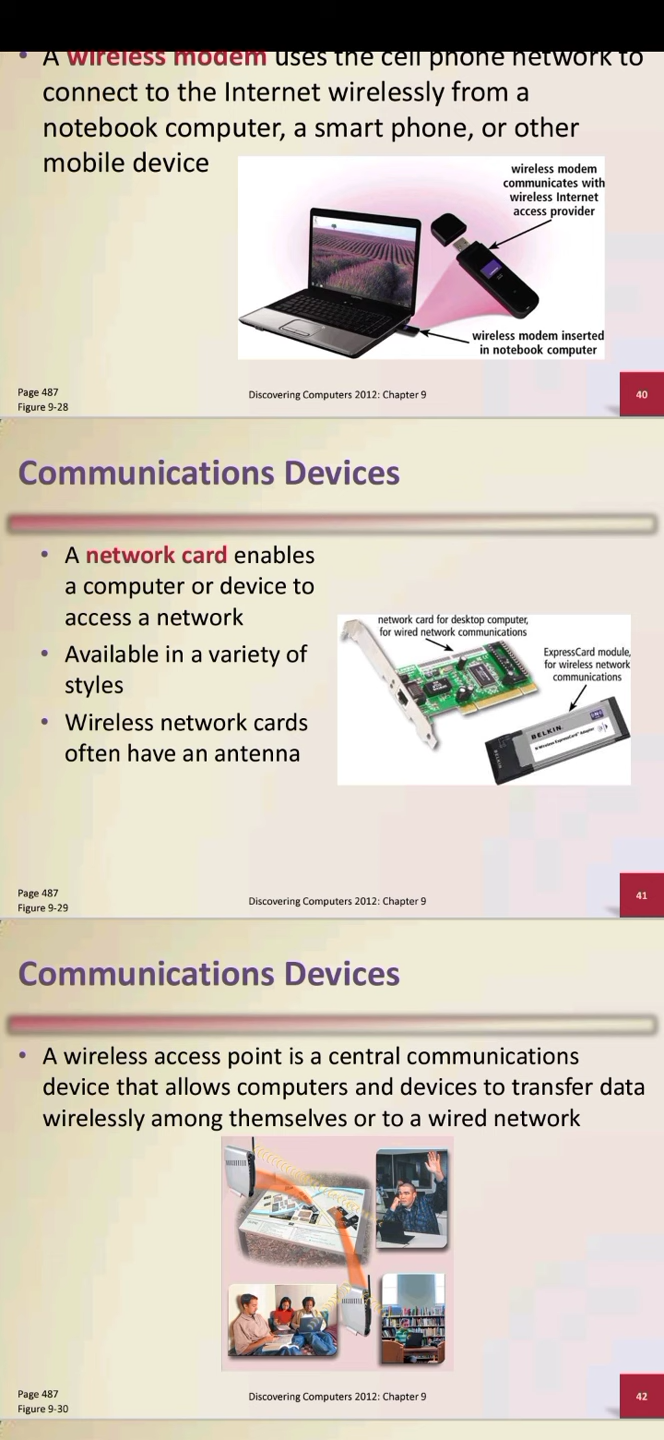 • A wireless modem uses the cell phone network to
connect to the Internet wirelessly from a
notebook computer, a smart phone, or other
mobile device
wireless modem
communicates with
wireless Internet
access provider
wireless modem inserted
in notebook computer
Page 487
Figure 9-28
Discovering Computers 2012: Chapter 9
40
Communications Devices
• A network card enables
a computer or device to
access a network
• Available in a variety of
styles
• Wireless network cards
often have an antenna
network card for desktop computer,
for wired network communications
ExpressCard module,
for wireless network
communications
BELKIN
Page 487
Figure 9-29
Discovering Computers 2012: Chapter 9
41
Communications Devices
• A wireless access point is a central communications
device that allows computers and devices to transfer data
wirelessly among themselves or to a wired network
Page 487
Figure 9-30
Discovering Computers 2012: Chapter 9
42